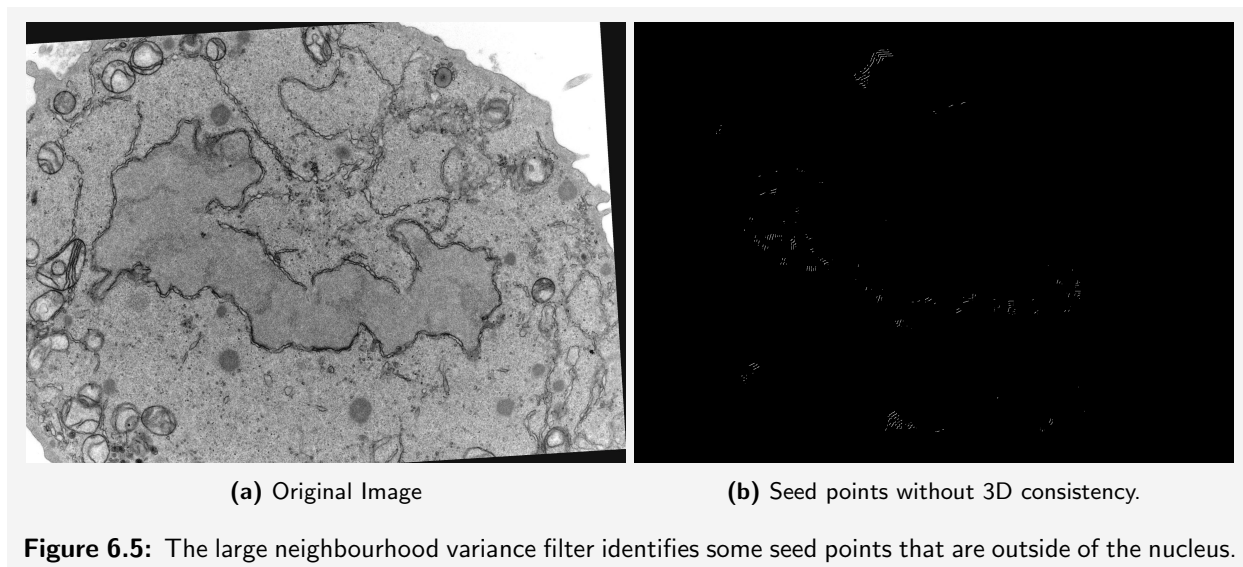 (a) Original Image
(b) Seed points without 3D consistency.
Figure 6.5: The large neighbourhood variance filter identifies some seed points that are outside of the nucleus.